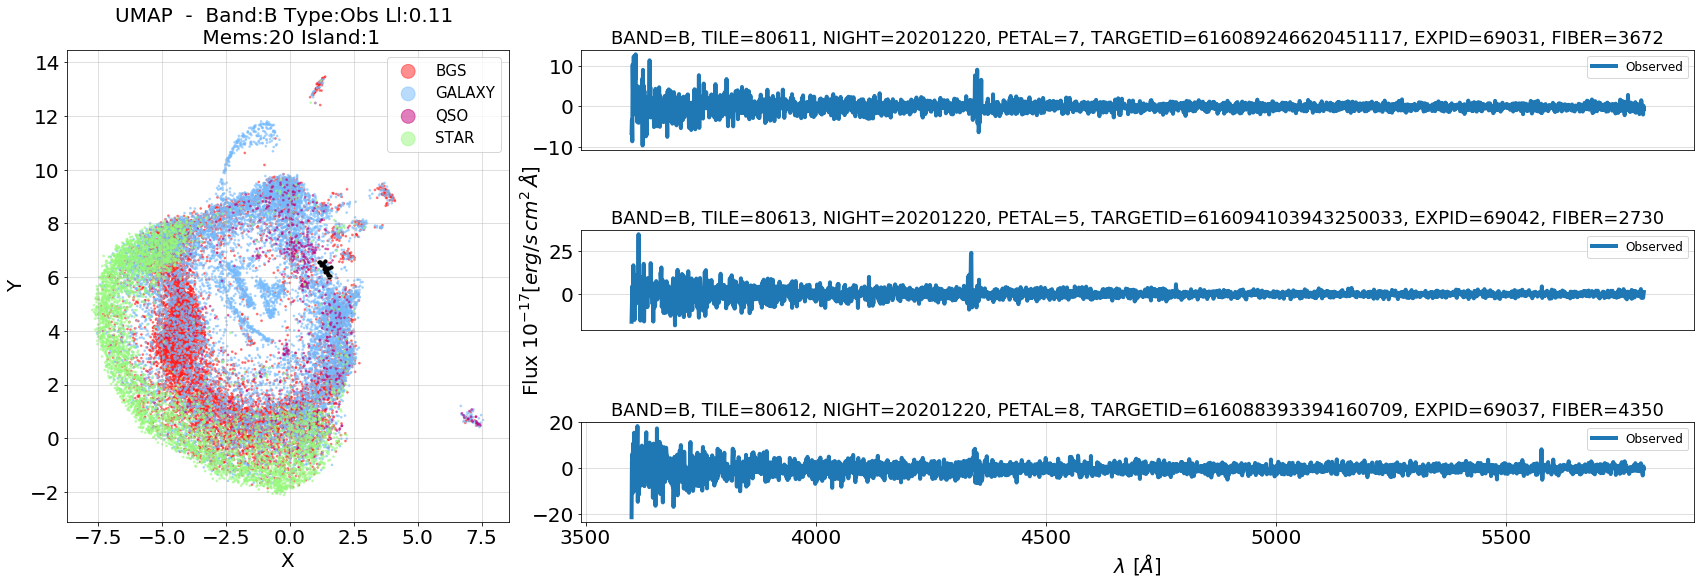 UMAP - Band:B Type:Obs Ll:0.11
Mems:20 Island:1
14
12
10
8
6
4
2
0
−2
Y
−7.5 −5.0 −2.5 0.0 2.5 5.0 7.5
X
BGS
GALAXY
QSO
STAR
Flux 10⁻¹⁷[erg/s cm² Å]
BAND=B, TILE=80611, NIGHT=20201220, PETAL=7, TARGETID=616089246620451117, EXPID=69031, FIBER=3672
10
0
−10
Observed
BAND=B, TILE=80613, NIGHT=20201220, PETAL=5, TARGETID=616094103943250033, EXPID=69042, FIBER=2730
25
0
Observed
BAND=B, TILE=80612, NIGHT=20201220, PETAL=8, TARGETID=616088393394160709, EXPID=69037, FIBER=4350
20
0
−20
Observed
3500 4000 4500 5000 5500
λ [Å]